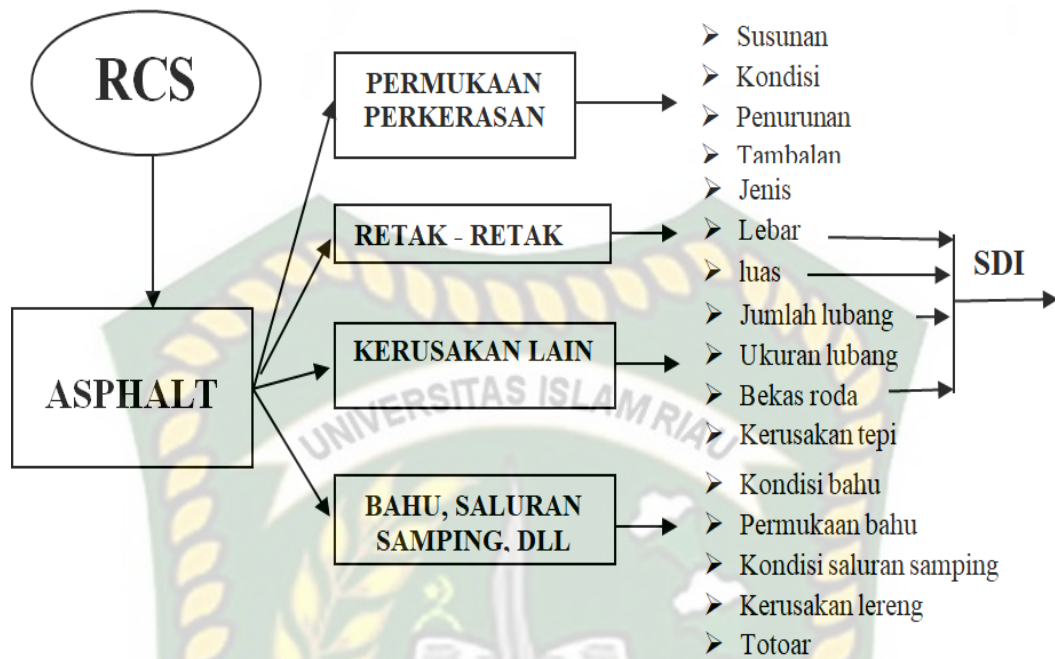 RCS
ASPHALT
PERMUKAAN
PERKERASAN
Susunan
Kondisi
Penurunan
Tambalan
RETAK - RETAK
Jenis
Lebar
luas
KERUSAKAN LAIN
Jumlah lubang
Ukuran lubang
Bekas roda
Kerusakan tepi
BAHU, SALURAN
SAMPING, DLL
Kondisi bahu
Permukaan bahu
Kondisi saluran samping
Kerusakan lereng
Totoar
SDI
UNIVERSITAS ISLAM RIAU